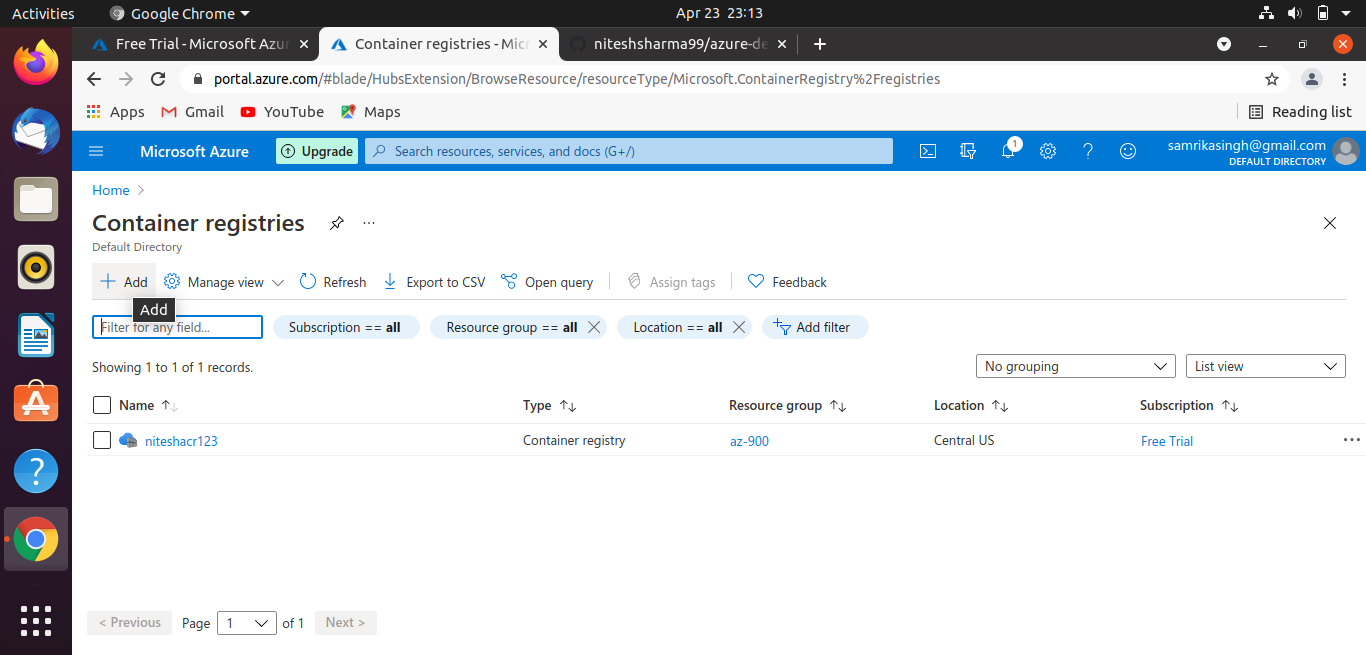 Activities Google Chrome Apr 23 23:13
Free Trial - Microsoft Azur Container registries - Micr niteshsharma99/azure-de
portal.azure.com/#blade/HubsExtension/BrowseResource/resourceType/Microsoft.ContainerRegistry%2Fregistries
Apps Gmail YouTube Maps Reading list
Microsoft Azure Upgrade Search resources, services, and docs (G+/) 1 samrikasingh@gmail.com
DEFAULT DIRECTORY
Home >
Container registries ...
Default Directory
+ Add Manage view Refresh Export to CSV Open query Assign tags Feedback
Add
Filter for any field... Subscription == all Resource group == all Location == all Add filter
Showing 1 to 1 of 1 records. No grouping List view
Name Type Resource group Location Subscription
niteshacr123 Container registry az-900 Central US Free Trial ...
< Previous Page 1 of 1 Next >